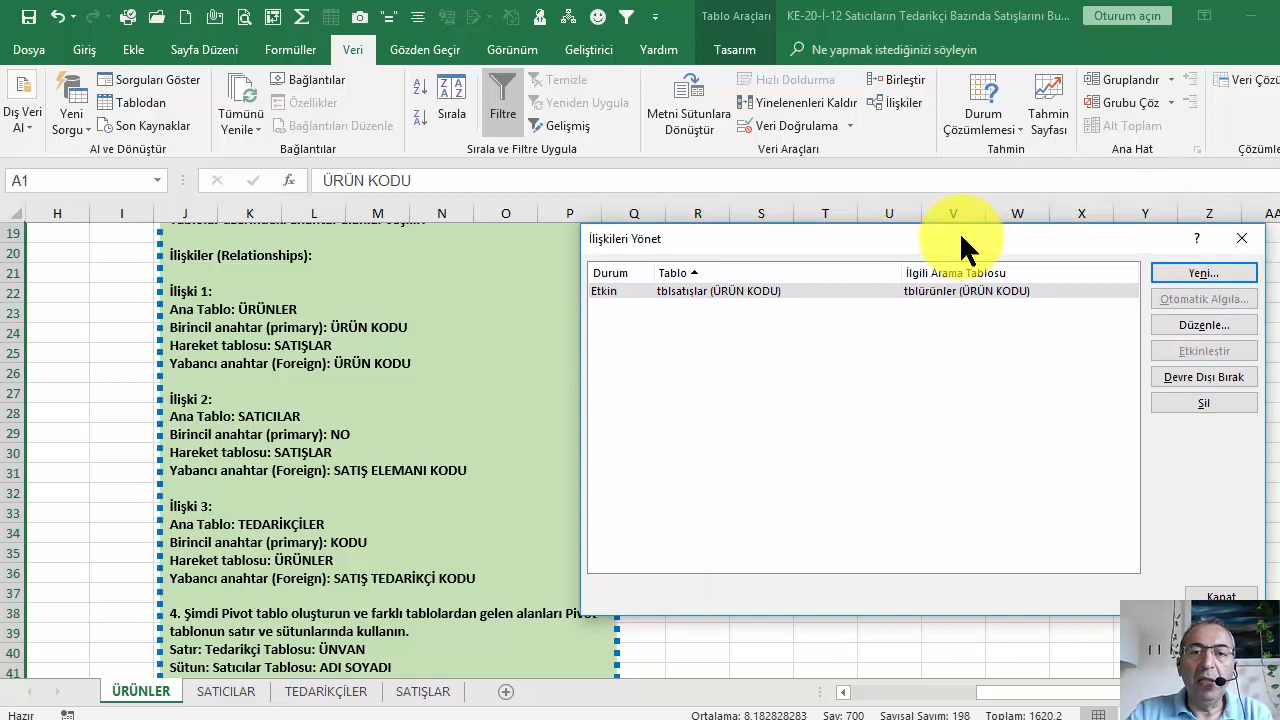 Tablo Araçları KE-20-İ-12 Satıcıların Tedarikçi Bazında Satışlarını Bu... Oturum açın
Dosya Giriş Ekle Sayfa Düzeni Formüller Veri Gözden Geçir Görünüm Geliştirici Yardım Tasarım Ne yapmak istediğinizi söyleyin
Dış Veri Al
Yeni Sorgu
Sorguları Göster
Tablodan
Son Kaynaklar
Al ve Dönüştür
Tümünü Yenile
Bağlantılar
Özellikler
Bağlantıları Düzenle
Bağlantılar
Sırala
Filtre
Temizle
Yeniden Uygula
Gelişmiş
Sırala ve Filtre Uygula
Metni Sütunlara Dönüştür
Hızlı Doldurma
Yinelenenleri Kaldır
Veri Doğrulama
Birleştir
İlişkiler
Veri Araçları
Durum Çözümlemesi
Tahmin Sayfası
Tahmin
Gruplandır
Grubu Çöz
Alt Toplam
Ana Hat
Veri Çözü
Çözümle
A1 fx ÜRÜN KODU
H I J K L M N O P Q R S T U V W X Y Z AA
19
20
21
22
23
24
25
26
27
28
29
30
31
32
33
34
35
36
37
38
39
40
41
İlişkiler (Relationships):
İlişki 1:
Ana Tablo: ÜRÜNLER
Birincil anahtar (primary): ÜRÜN KODU
Hareket tablosu: SATIŞLAR
Yabancı anahtar (Foreign): ÜRÜN KODU
İlişki 2:
Ana Tablo: SATICILAR
Birincil anahtar (primary): NO
Hareket tablosu: SATIŞLAR
Yabancı anahtar (Foreign): SATIŞ ELEMANI KODU
İlişki 3:
Ana Tablo: TEDARİKÇİLER
Birincil anahtar (primary): KODU
Hareket tablosu: ÜRÜNLER
Yabancı anahtar (Foreign): SATIŞ TEDARİKÇİ KODU
4. Şimdi Pivot tablo oluşturun ve farklı tablolardan gelen alanları Pivot
tablonun satır ve sütunlarında kullanın.
Satır: Tedarikçi Tablosu: ÜNVAN
Sütun: Satıcılar Tablosu: ADI SOYADI
İlişkileri Yönet ?
Durum Tablo İlgili Arama Tablosu
Etkin tblsatışlar (ÜRÜN KODU) tblürünler (ÜRÜN KODU)
Yeni...
Otomatik Algıla...
Düzenle...
Etkinleştir
Devre Dışı Bırak
Sil
Kapat
ÜRÜNLER SATICILAR TEDARİKÇİLER SATIŞLAR
Hazır Ortalama: 8.182828283 Say: 700 Sayısal Sayım: 198 Toplam: 1620.2